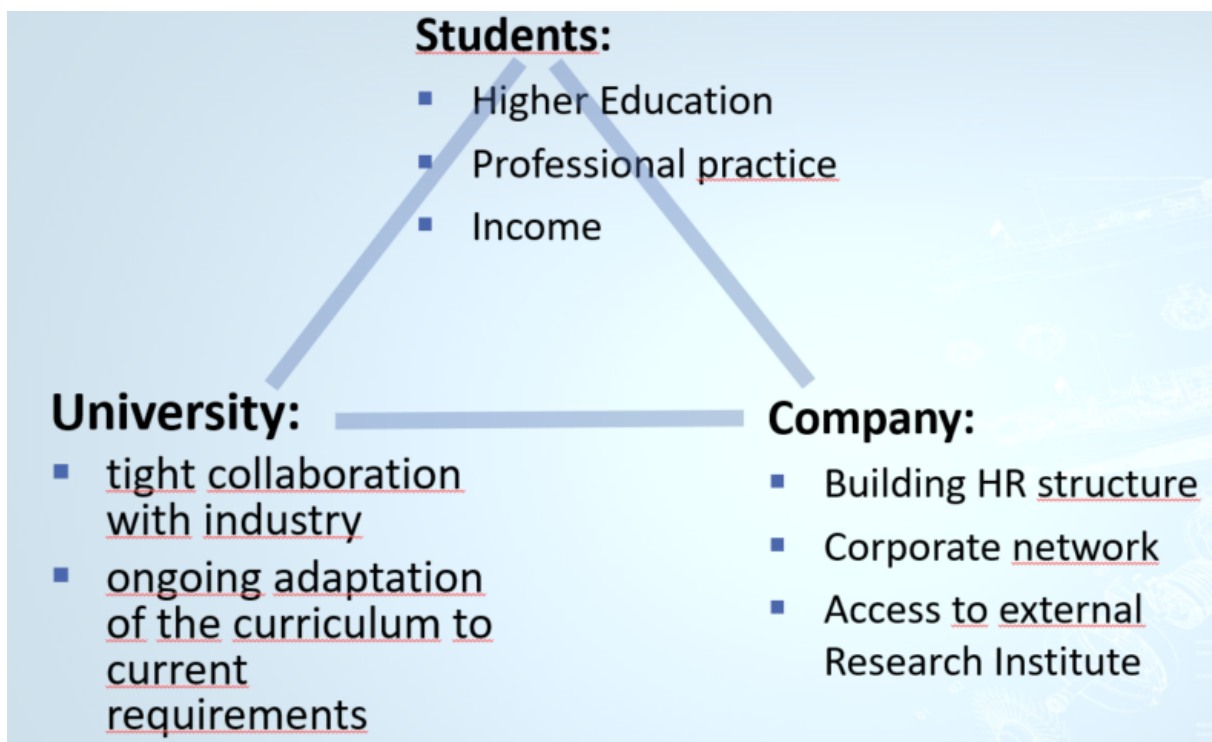 Students:
Higher Education
Professional practice
Income
University:
tight collaboration
with industry
ongoing adaptation
of the curriculum to
current
requirements
Company:
Building HR structure
Corporate network
Access to external
Research Institute